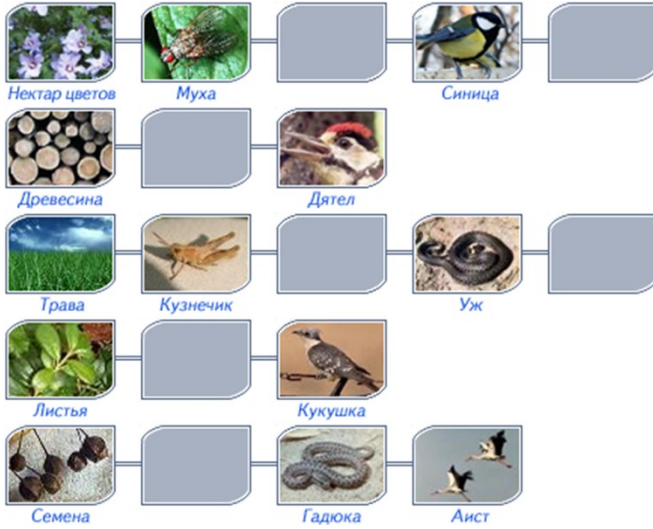 Нектар цветов Муха Синица
Древесина Дятел
Трава Кузнечик Уж
Листья Кукушка
Семена Гадюка Аист